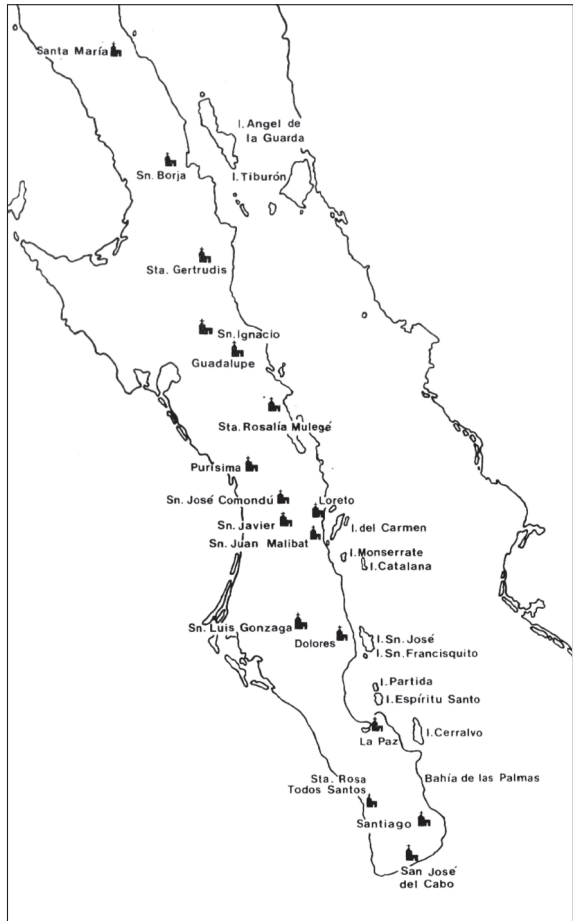 Santa María
I. Angel de
la Guarda
Sn. Borja
I. Tiburón
Sta. Gertrudis
Sn. Ignacio
Guadalupe
Sta. Rosalía Mulegé
Purísima
Sn. José Comondú
Loreto
Sn. Javier
I. del Carmen
Sn. Juan Malibat
I. Monserrate
I. Catalana
Sn. Luis Gonzaga
Dolores
I. Sn. José
I. Sn. Francisquito
I. Partida
I. Espíritu Santo
La Paz
I. Cerralvo
Sta. Rosa
Todos Santos
Bahía de las Palmas
Santiago
San José
del Cabo